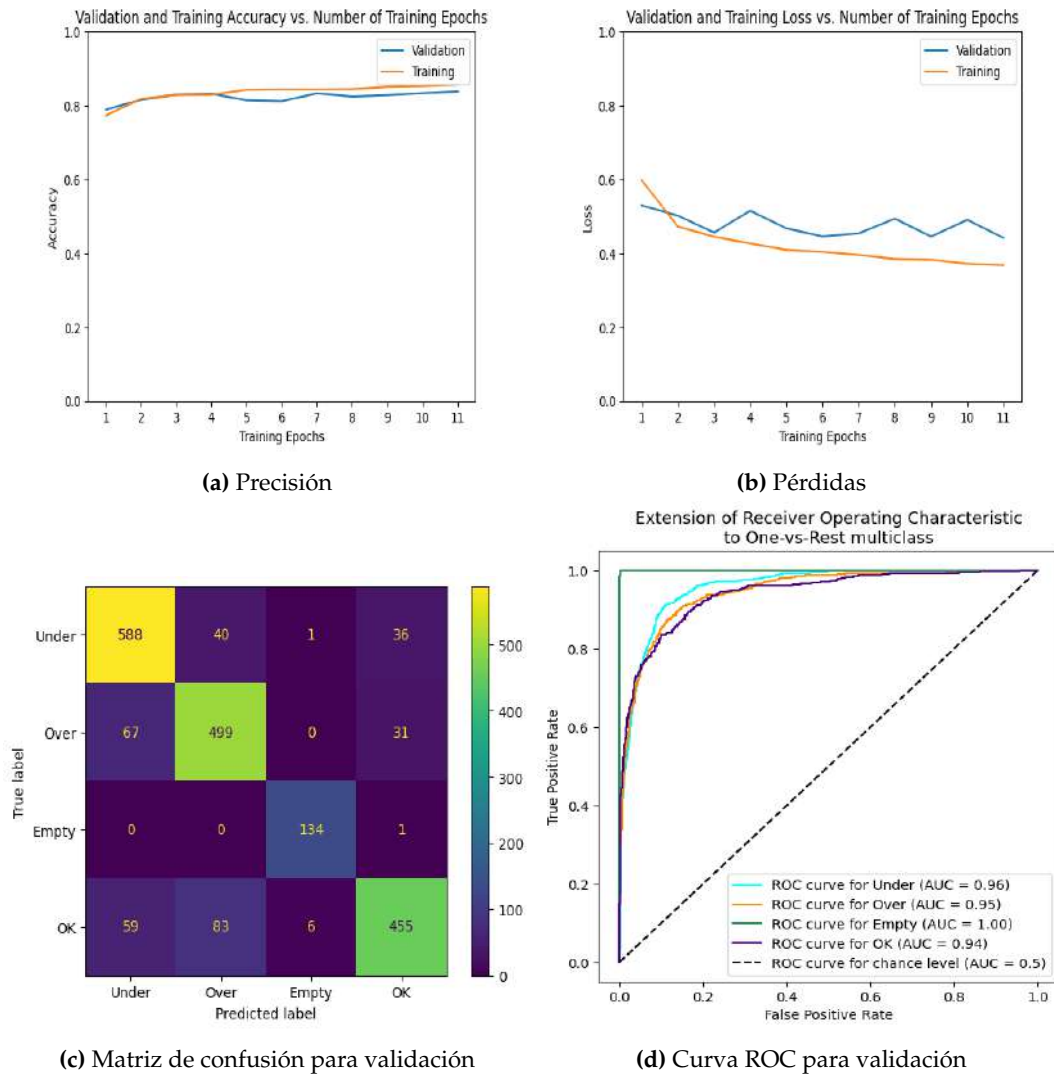 Validation and Training Accuracy vs. Number of Training Epochs
1.0
0.8
0.6
0.4
0.2
0.0
Accuracy
Validation
Training
1 2 3 4 5 6 7 8 9 10 11
Training Epochs
(a) Precisión
Validation and Training Loss vs. Number of Training Epochs
1.0
0.8
0.6
0.4
0.2
0.0
Loss
Validation
Training
1 2 3 4 5 6 7 8 9 10 11
Training Epochs
(b) Pérdidas
True label
Under 588 40 1 36
Over 67 499 0 31
Empty 0 0 134 1
OK 59 83 6 455
Under Over Empty OK
Predicted label
500
400
300
200
100
0
(c) Matriz de confusión para validación
Extension of Receiver Operating Characteristic
to One-vs-Rest multiclass
1.0
0.8
0.6
0.4
0.2
0.0
True Positive Rate
ROC curve for Under (AUC = 0.96)
ROC curve for Over (AUC = 0.95)
ROC curve for Empty (AUC = 1.00)
ROC curve for OK (AUC = 0.94)
ROC curve for chance level (AUC = 0.5)
0.0 0.2 0.4 0.6 0.8 1.0
False Positive Rate
(d) Curva ROC para validación